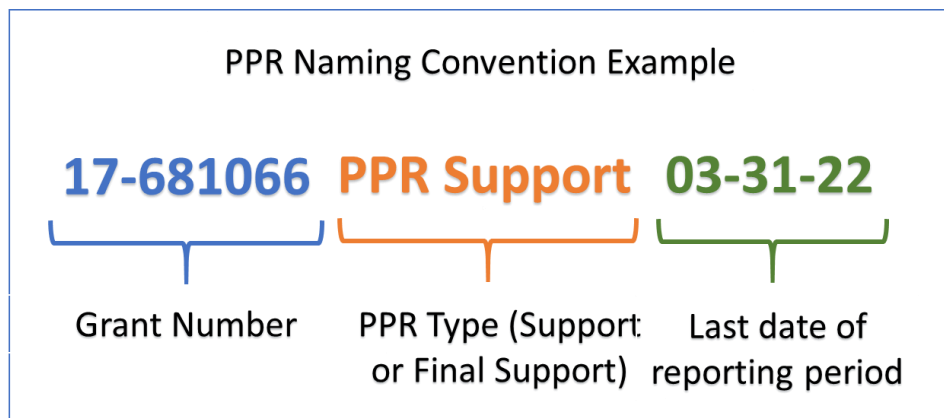 PPR Naming Convention Example
17-681066 PPR Support 03-31-22
Grant Number
PPR Type (Support
or Final Support)
Last date of
reporting period